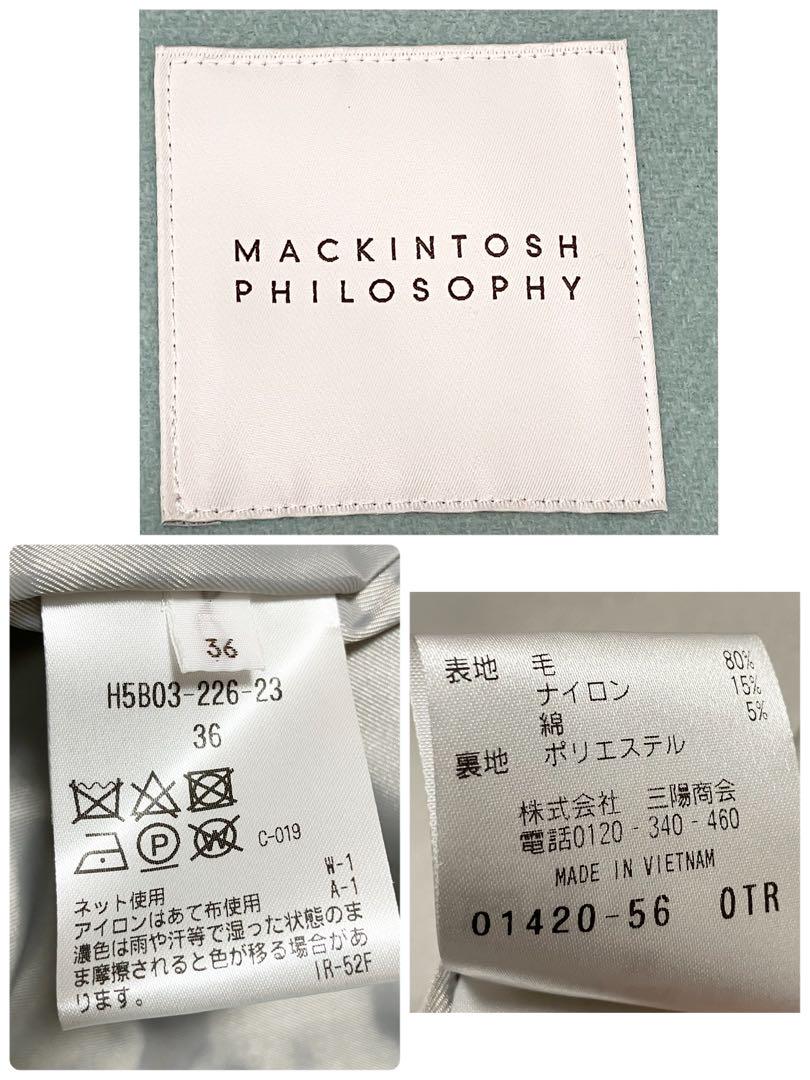 MACKINTOSH
PHILOSOPHY
36
H5B03-226-23
36
C-019
W-1
A-1
ネット使用
アイロンはあて布使用
濃色は雨や汗等で湿った状態のま
ま摩擦されると色が移る場合があ
ります。
IR-52F
表地 毛 80%
ナイロン 15%
綿 5%
裏地 ポリエステル
株式会社 三陽商会
電話0120-340-460
MADE IN VIETNAM
01420-56 OTR